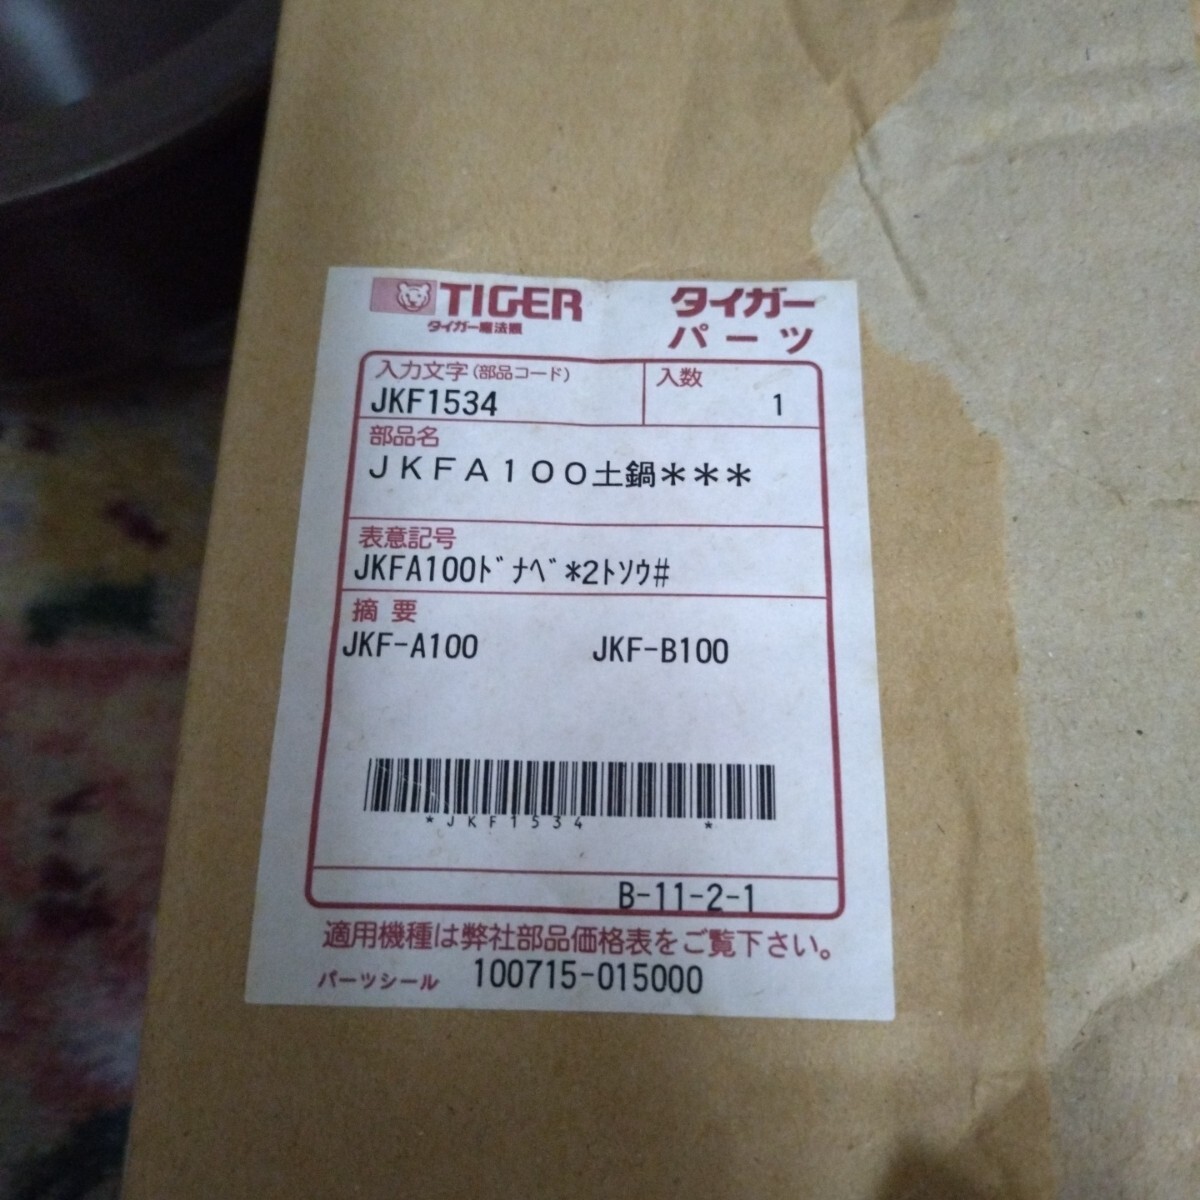 TIGER
タイガー魔法瓶
タイガー
パーツ
入力文字(部品コード)
JKF1534
入数
1
部品名
ＪＫＦＡ１００土鍋＊＊＊
表意記号
JKFA100ﾄﾞﾅﾍﾞ*2ﾄｿｳ#
摘要
JKF-A100 JKF-B100
*JKF1534 *
B-11-2-1
適用機種は弊社部品価格表をご覧下さい。
パーツシール 100715-015000